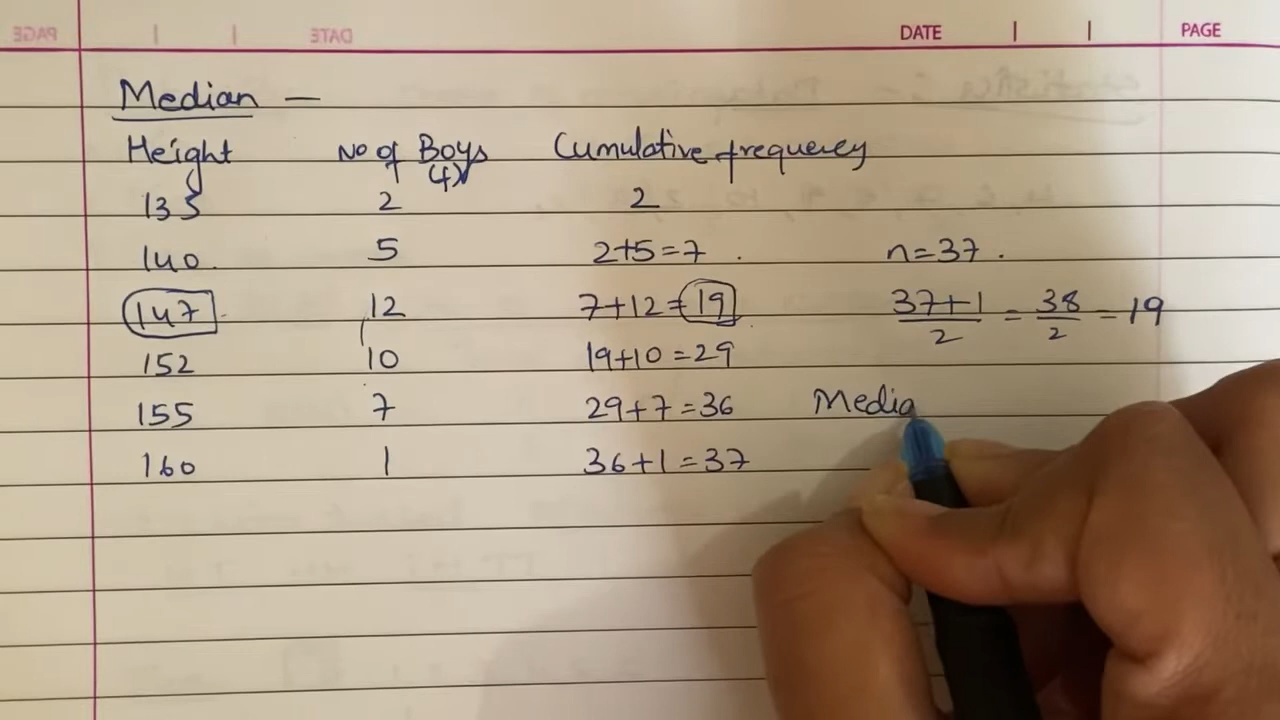 DATE PAGE
Median —
Height No of Boys Cumulative frequency
(f)
135 2 2
140 5 2+5=7 n=37.
147 12 7+12=19 37+1/2 = 38/2 = 19
152 10 19+10=29
155 7 29+7=36 Media
160 1 36+1=37